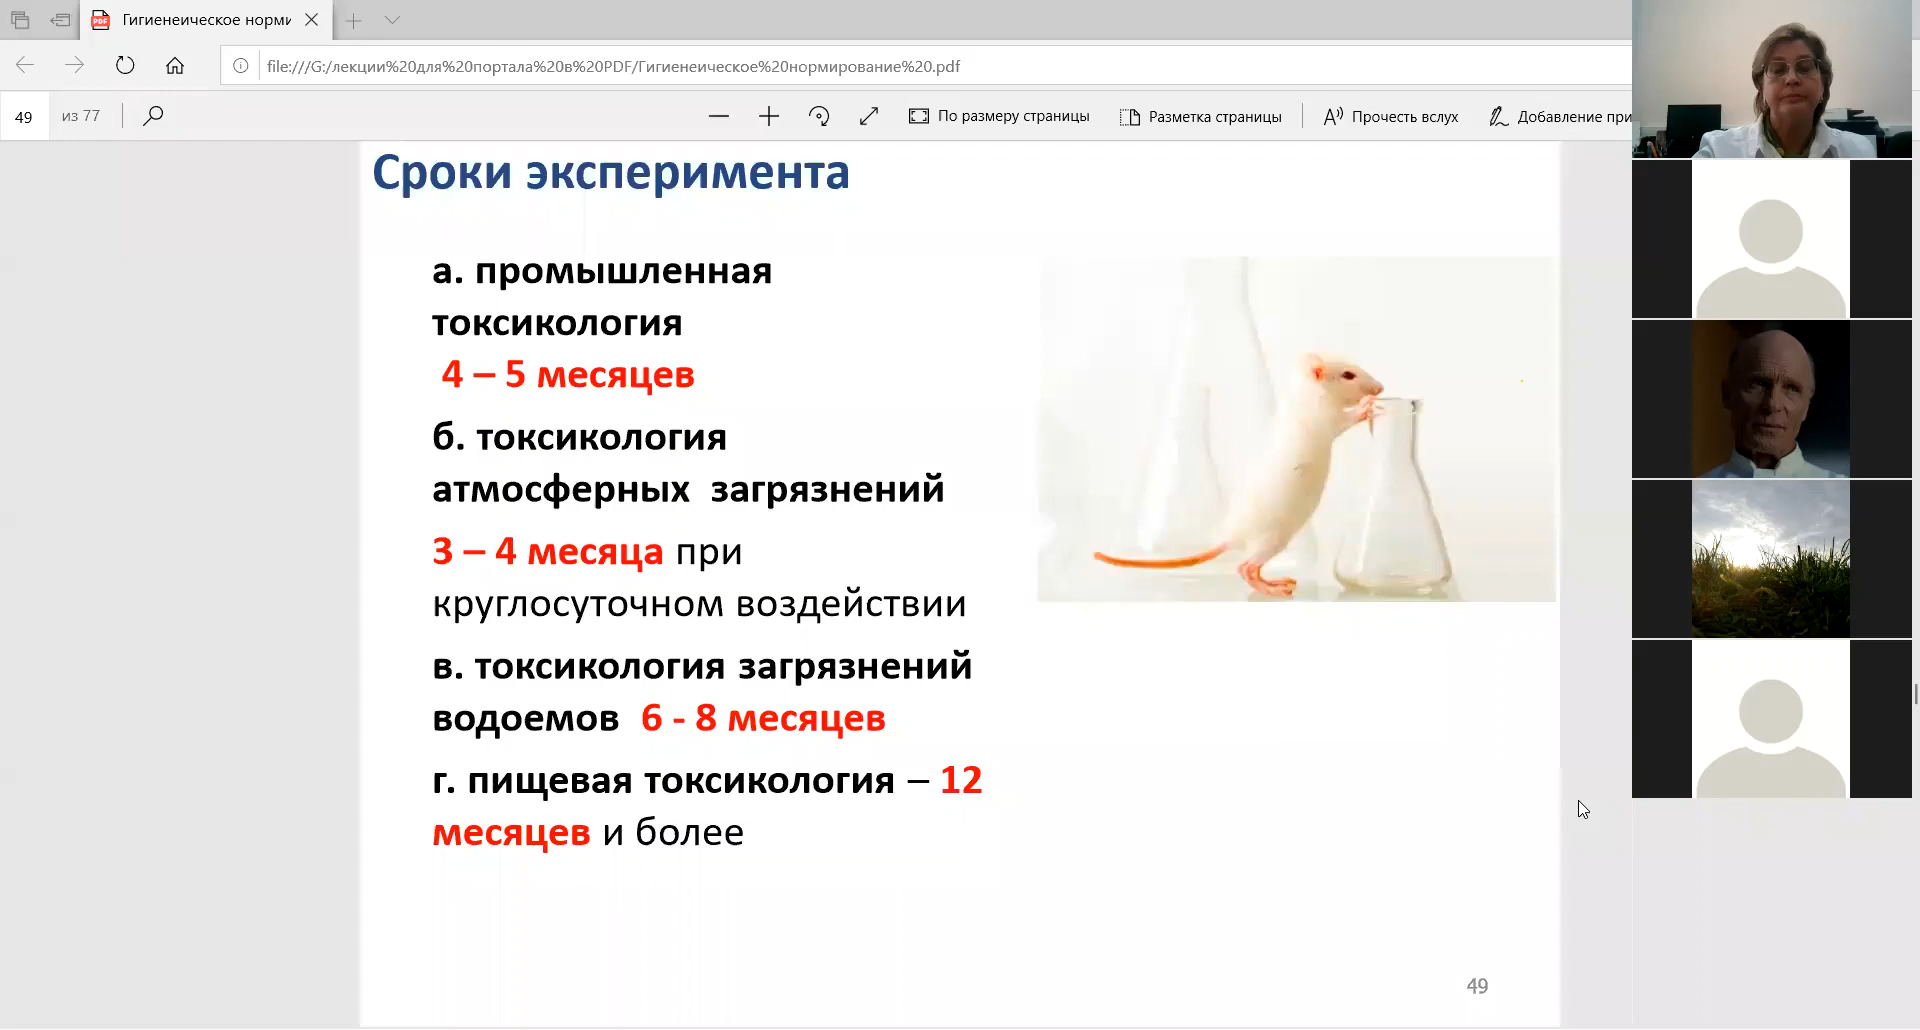 Гигиенеическое норми
file:///G:/лекции%20для%20портала%20в%20PDF/Гигиенеическое%20нормирование%20.pdf
49 из 77
По размеру страницы
Разметка страницы
Прочесть вслух
Добавление при
Сроки эксперимента
а. промышленная
токсикология
4 – 5 месяцев
б. токсикология
атмосферных загрязнений
3 – 4 месяца при
круглосуточном воздействии
в. токсикология загрязнений
водоемов 6 - 8 месяцев
г. пищевая токсикология – 12
месяцев и более
49